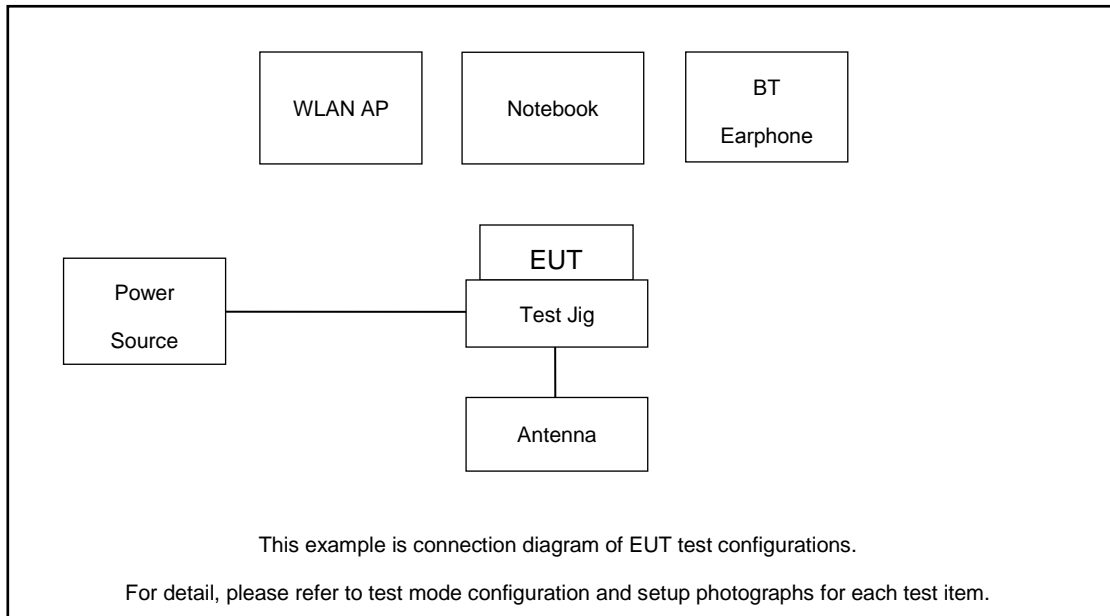 WLAN AP
Notebook
BT
Earphone
EUT
Power
Source
Test Jig
Antenna
This example is connection diagram of EUT test configurations.
For detail, please refer to test mode configuration and setup photographs for each test item.